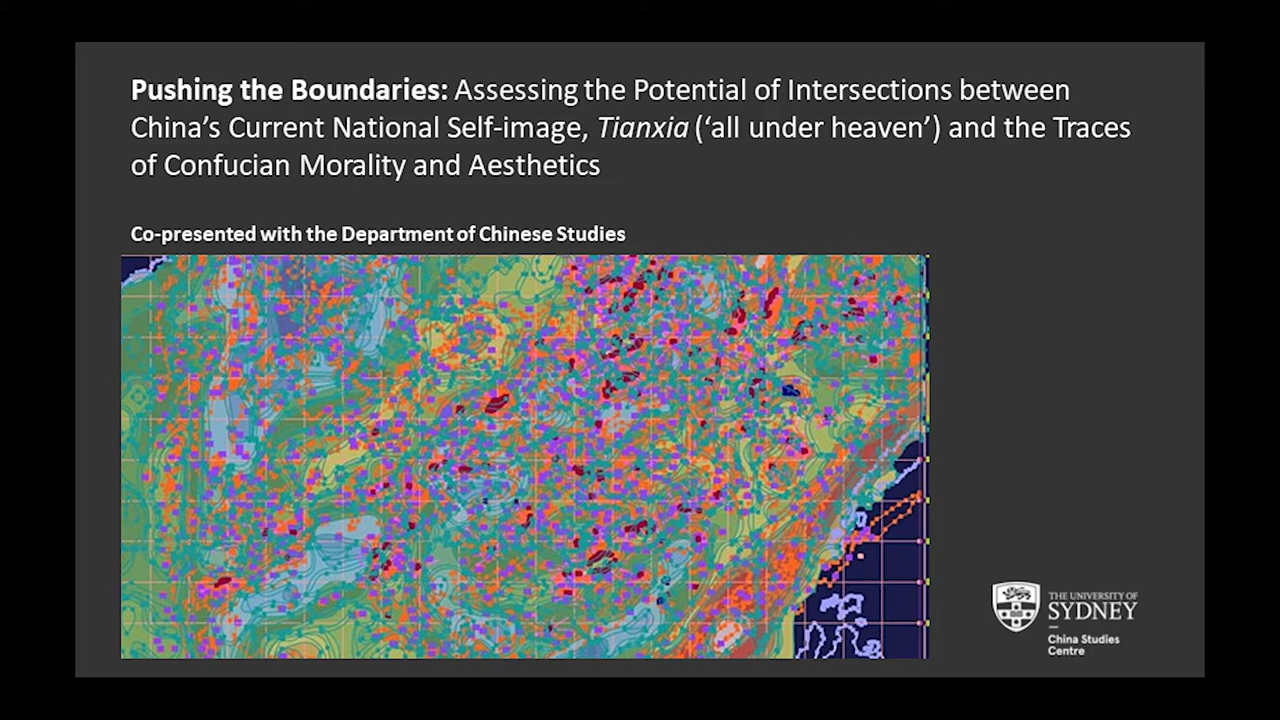 Pushing the Boundaries: Assessing the Potential of Intersections between
China's Current National Self-image, Tianxia ('all under heaven') and the Traces
of Confucian Morality and Aesthetics
Co-presented with the Department of Chinese Studies
THE UNIVERSITY OF
SYDNEY
China Studies
Centre